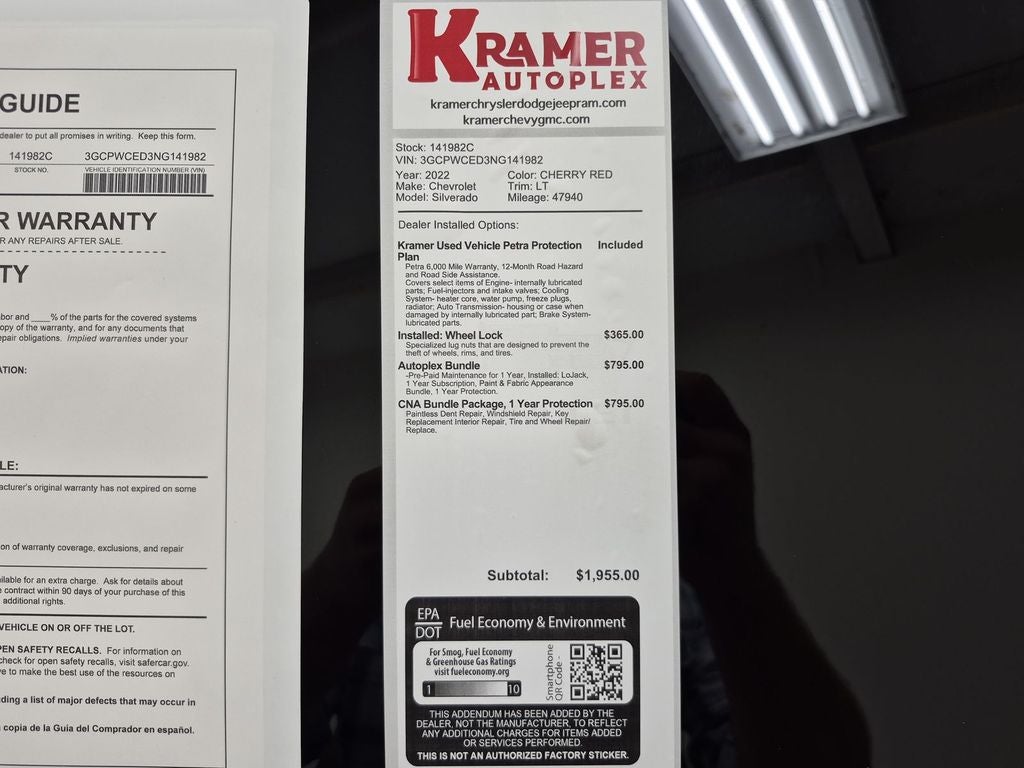 GUIDE
dealer to put all promises in writing. Keep this form.
141982C 3GCPWCED3NG141982
STOCK NO. VEHICLE IDENTIFICATION NUMBER (VIN)
R WARRANTY
R ANY REPAIRS AFTER SALE.
TY
bor and ____% of the parts for the covered systems
opy of the warranty, and for any documents that
epair obligations. Implied warranties under your
ATION:
LE:
acturer's original warranty has not expired on some
on of warranty coverage, exclusions, and repair
ilable for an extra charge. Ask for details about
contract within 90 days of your purchase of this
additional rights.
VEHICLE ON OR OFF THE LOT.
PEN SAFETY RECALLS. For information on
check for open safety recalls, visit safercar.gov.
e to make the best use of the resources on
ding a list of major defects that may occur in
copia de la Guía del Comprador en español.
KRAMER
AUTOPLEX
kramerchryslerdodgejeepram.com
kramerchevygmc.com
Stock: 141982C
VIN: 3GCPWCED3NG141982
Year: 2022 Color: CHERRY RED
Make: Chevrolet Trim: LT
Model: Silverado Mileage: 47940
Dealer Installed Options:
Kramer Used Vehicle Petra Protection Included
Plan
Petra 6,000 Mile Warranty, 12-Month Road Hazard
and Road Side Assistance.
Covers select items of Engine- internally lubricated
parts; Fuel-injectors and intake valves; Cooling
System- heater core, water pump, freeze plugs,
radiator; Auto Transmission- housing or case when
damaged by internally lubricated part; Brake System-
lubricated parts.
Installed: Wheel Lock $365.00
Specialized lug nuts that are designed to prevent the
theft of wheels, rims, and tires.
Autoplex Bundle $795.00
-Pre-Paid Maintenance for 1 Year, Installed: LoJack,
1 Year Subscription, Paint & Fabric Appearance
Bundle, 1 Year Protection.
CNA Bundle Package, 1 Year Protection $795.00
Paintless Dent Repair, Windshield Repair, Key
Replacement Interior Repair, Tire and Wheel Repair/
Replace.
Subtotal: $1,955.00
EPA
DOT Fuel Economy & Environment
For Smog, Fuel Economy
& Greenhouse Gas Ratings
visit fueleconomy.org
1 10
Smartphone
QR Code -
THIS ADDENDUM HAS BEEN ADDED BY THE
DEALER, NOT THE MANUFACTURER, TO REFLECT
ANY ADDITIONAL CHARGES FOR ITEMS ADDED
OR SERVICES PERFORMED.
THIS IS NOT AN AUTHORIZED FACTORY STICKER.